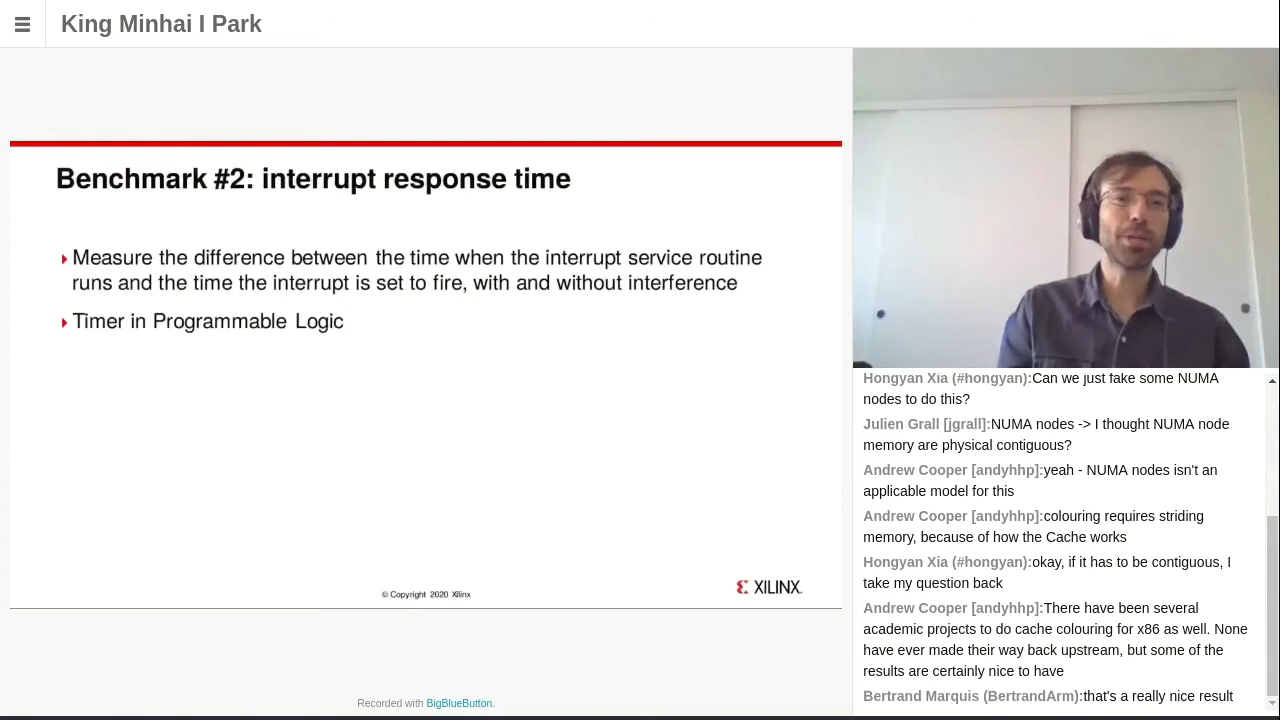 King Minhai I Park
Benchmark #2: interrupt response time
Measure the difference between the time when the interrupt service routine
runs and the time the interrupt is set to fire, with and without interference
Timer in Programmable Logic
© Copyright 2020 Xilinx
XILINX.
Recorded with BigBlueButton.
Hongyan Xia (#hongyan):Can we just fake some NUMA
nodes to do this?
Julien Grall [jgrall]:NUMA nodes -> I thought NUMA node
memory are physical contiguous?
Andrew Cooper [andyhhp]:yeah - NUMA nodes isn't an
applicable model for this
Andrew Cooper [andyhhp]:colouring requires striding
memory, because of how the Cache works
Hongyan Xia (#hongyan):okay, if it has to be contiguous, I
take my question back
Andrew Cooper [andyhhp]:There have been several
academic projects to do cache colouring for x86 as well. None
have ever made their way back upstream, but some of the
results are certainly nice to have
Bertrand Marquis (BertrandArm):that's a really nice result